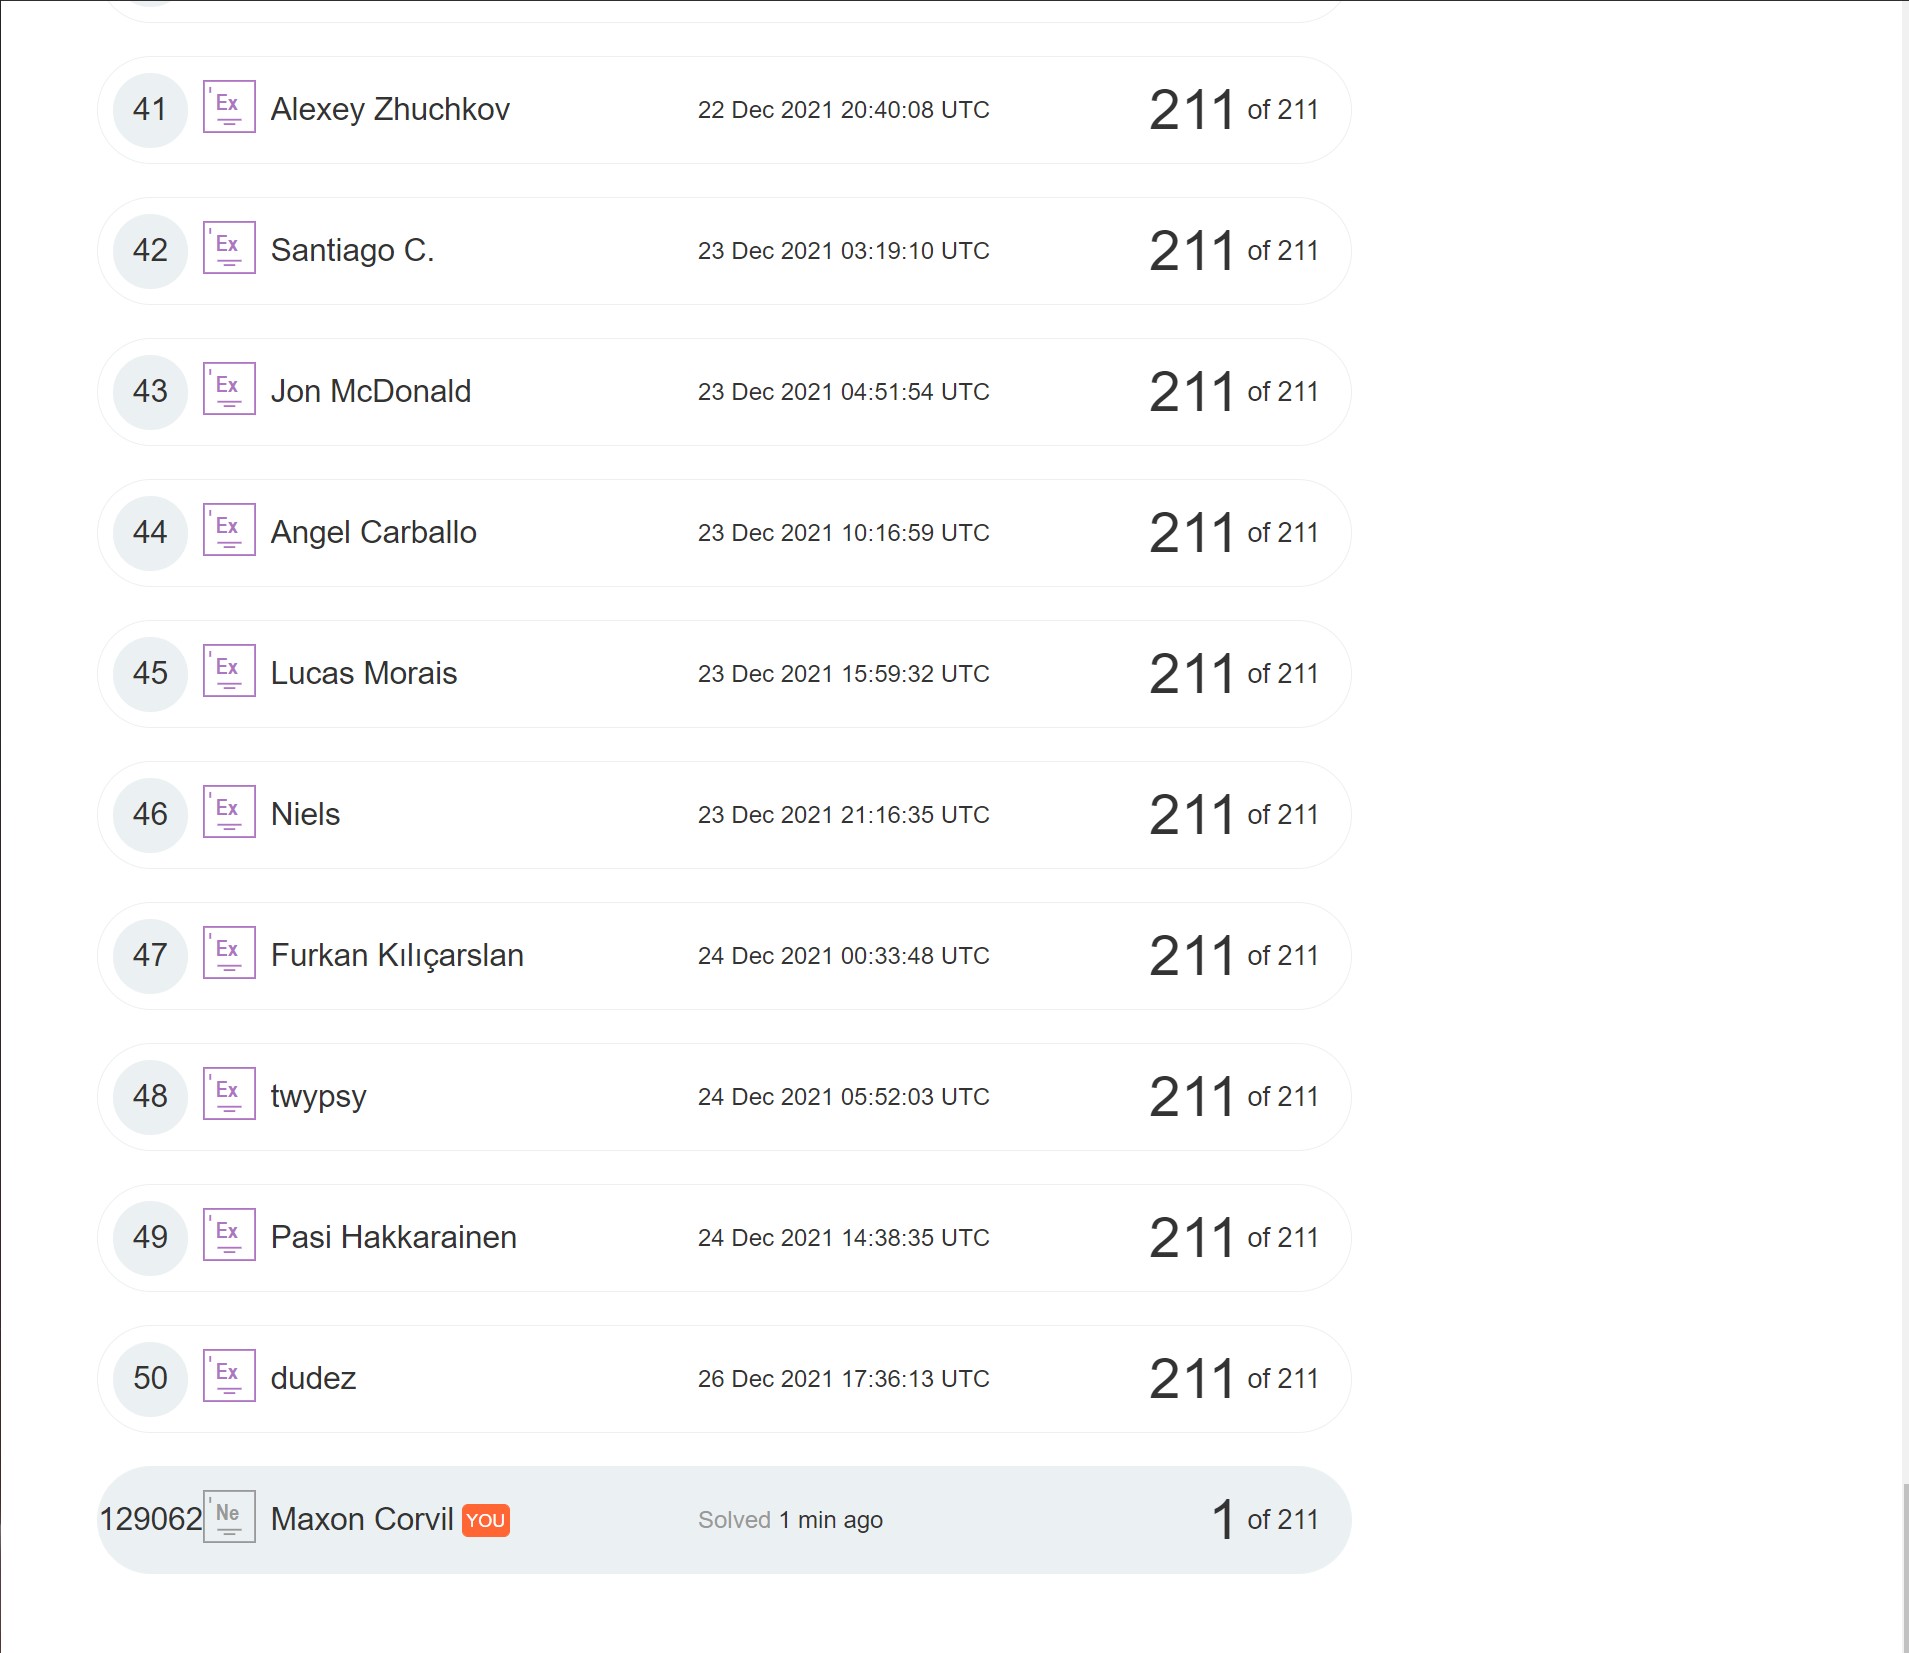 41 Ex Alexey Zhuchkov 22 Dec 2021 20:40:08 UTC 211 of 211
42 Ex Santiago C. 23 Dec 2021 03:19:10 UTC 211 of 211
43 Ex Jon McDonald 23 Dec 2021 04:51:54 UTC 211 of 211
44 Ex Angel Carballo 23 Dec 2021 10:16:59 UTC 211 of 211
45 Ex Lucas Morais 23 Dec 2021 15:59:32 UTC 211 of 211
46 Ex Niels 23 Dec 2021 21:16:35 UTC 211 of 211
47 Ex Furkan Kılıçarslan 24 Dec 2021 00:33:48 UTC 211 of 211
48 Ex twypsy 24 Dec 2021 05:52:03 UTC 211 of 211
49 Ex Pasi Hakkarainen 24 Dec 2021 14:38:35 UTC 211 of 211
50 Ex dudez 26 Dec 2021 17:36:13 UTC 211 of 211
129062 Ne Maxon Corvil YOU Solved 1 min ago 1 of 211